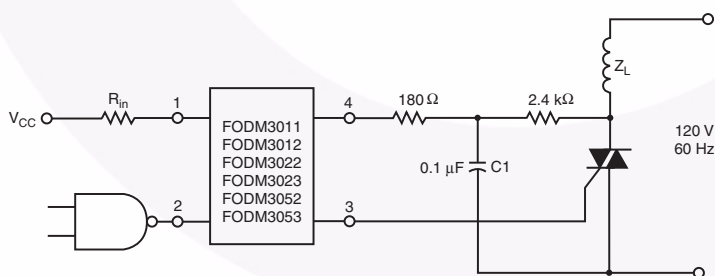 V_CC
R_in
1
2
FODM3011
FODM3012
FODM3022
FODM3023
FODM3052
FODM3053
4
3
180 Ω
2.4 kΩ
0.1 µF
C1
Z_L
120 V
60 Hz